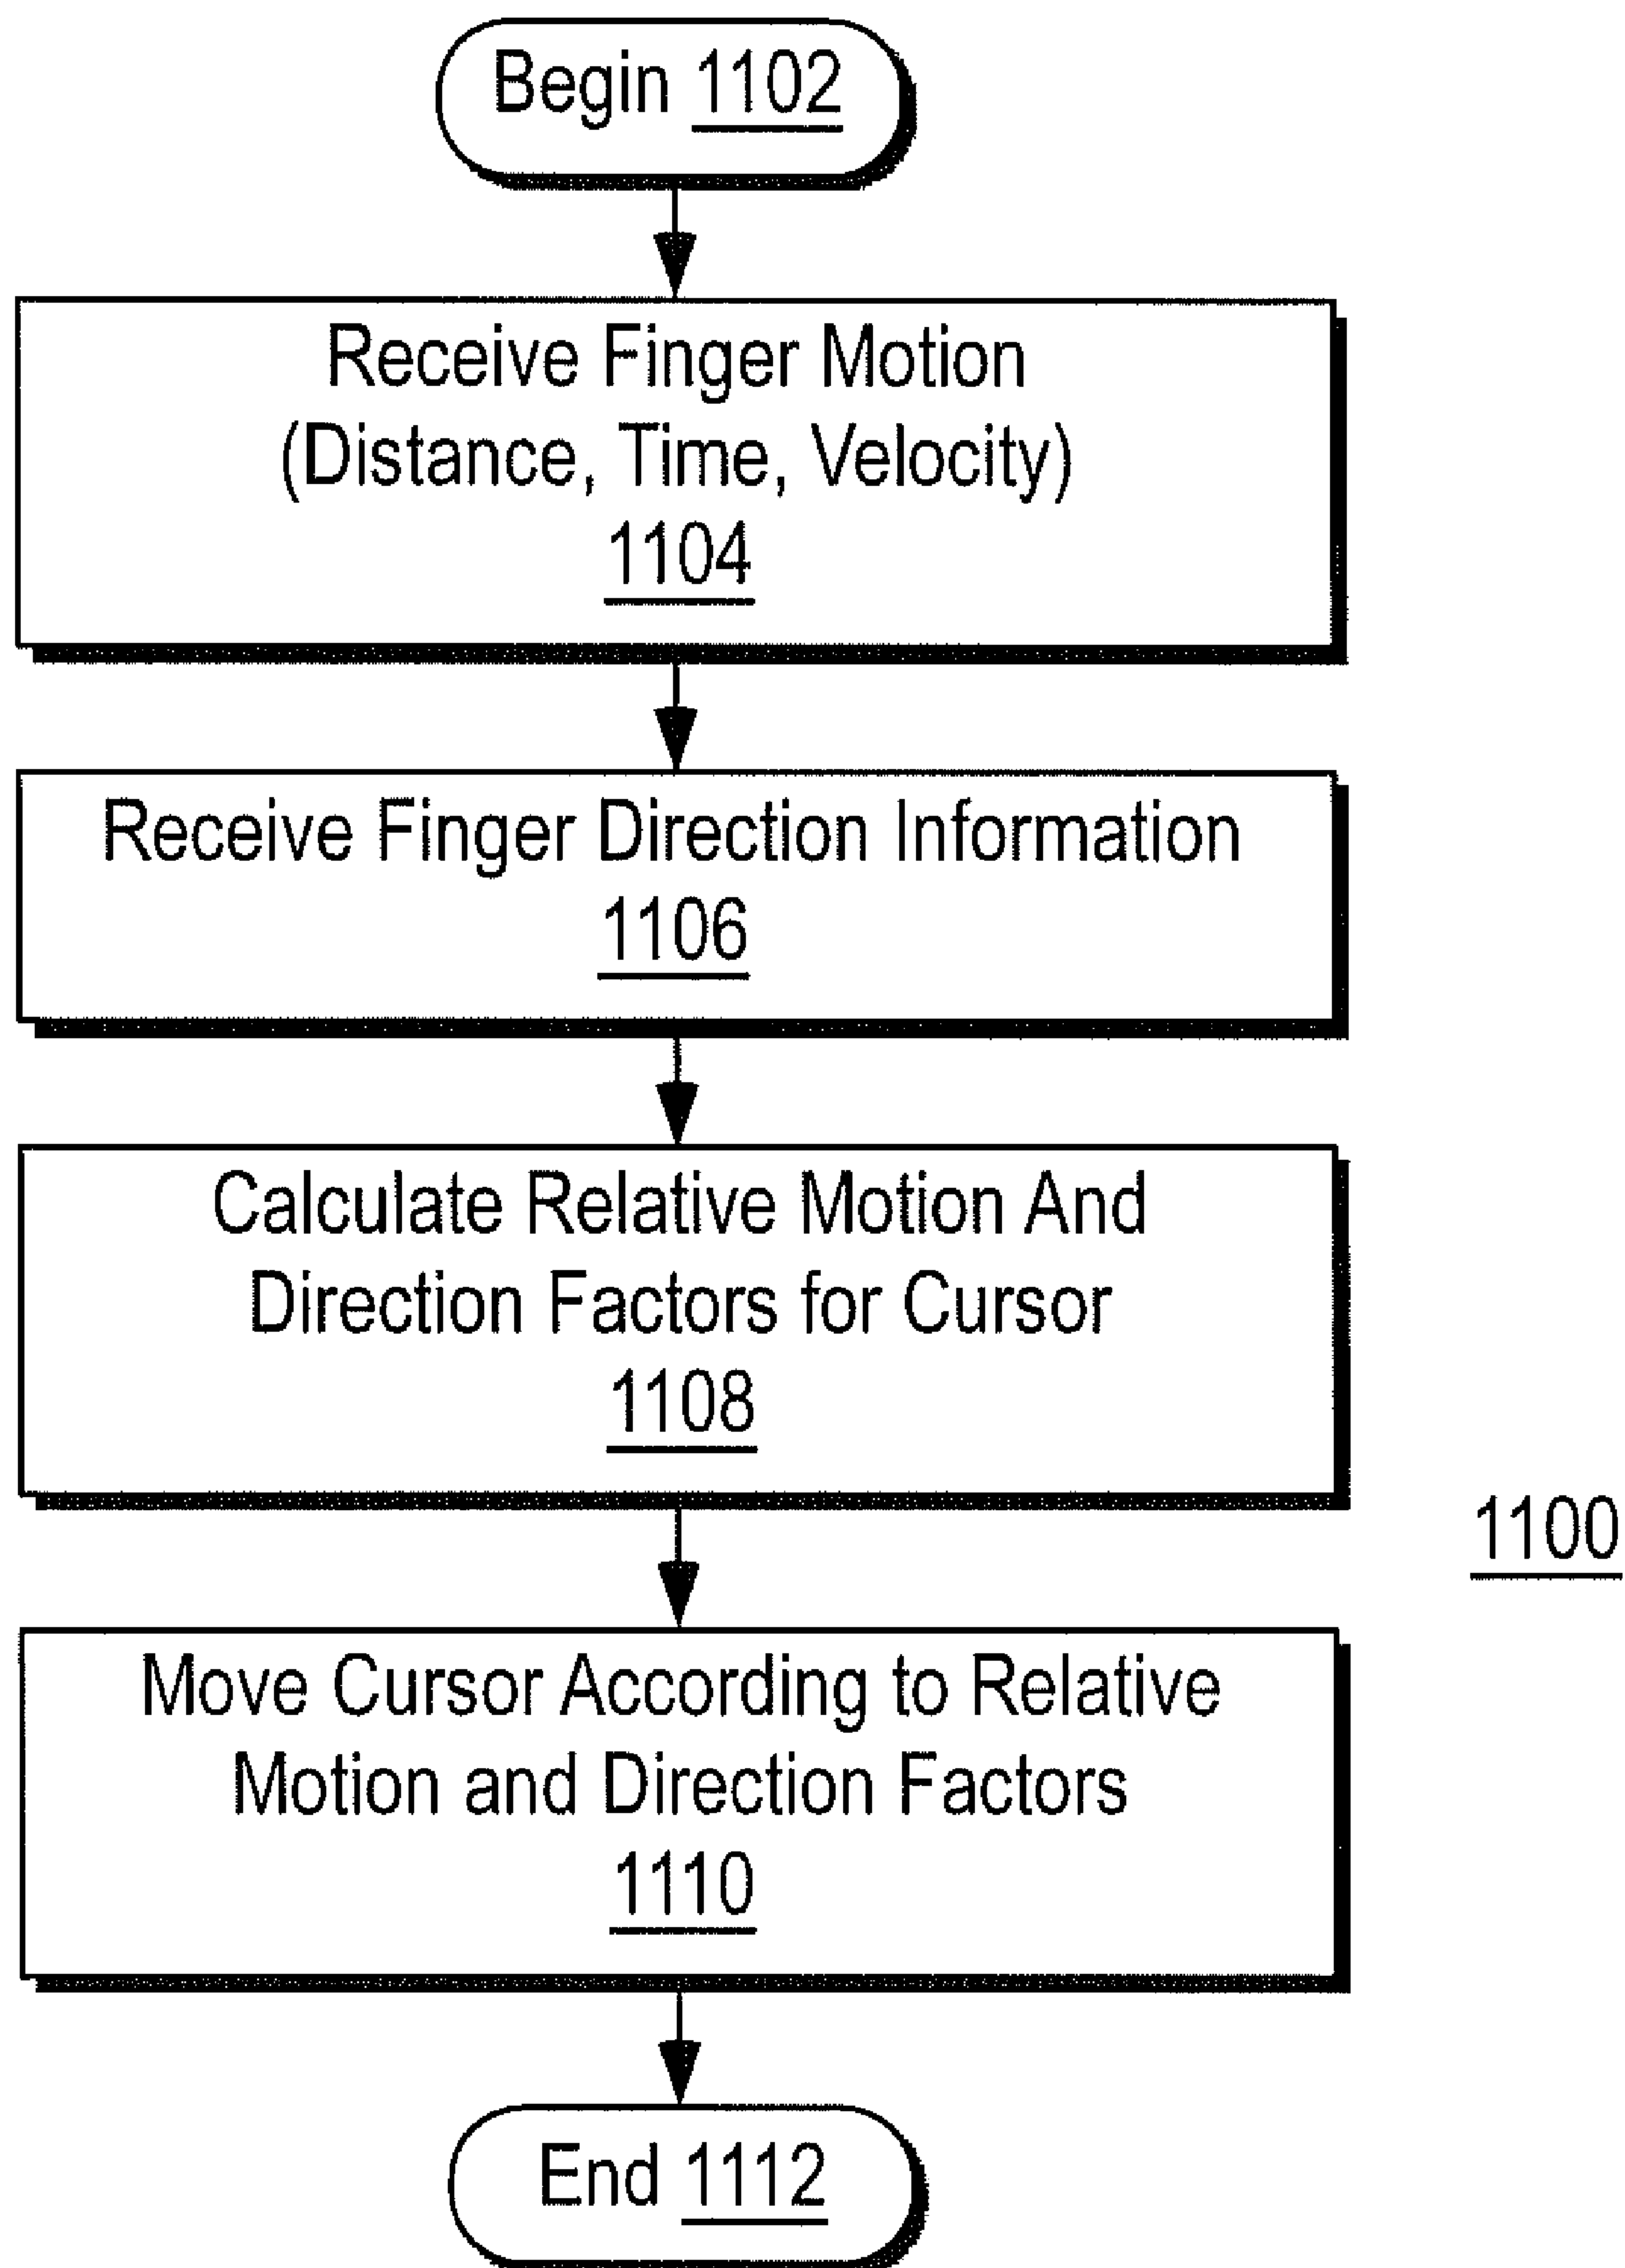 Begin 1102
Receive Finger Motion
(Distance, Time, Velocity)
1104
Receive Finger Direction Information
1106
Calculate Relative Motion And
Direction Factors for Cursor
1108
1100
Move Cursor According to Relative
Motion and Direction Factors
1110
End 1112